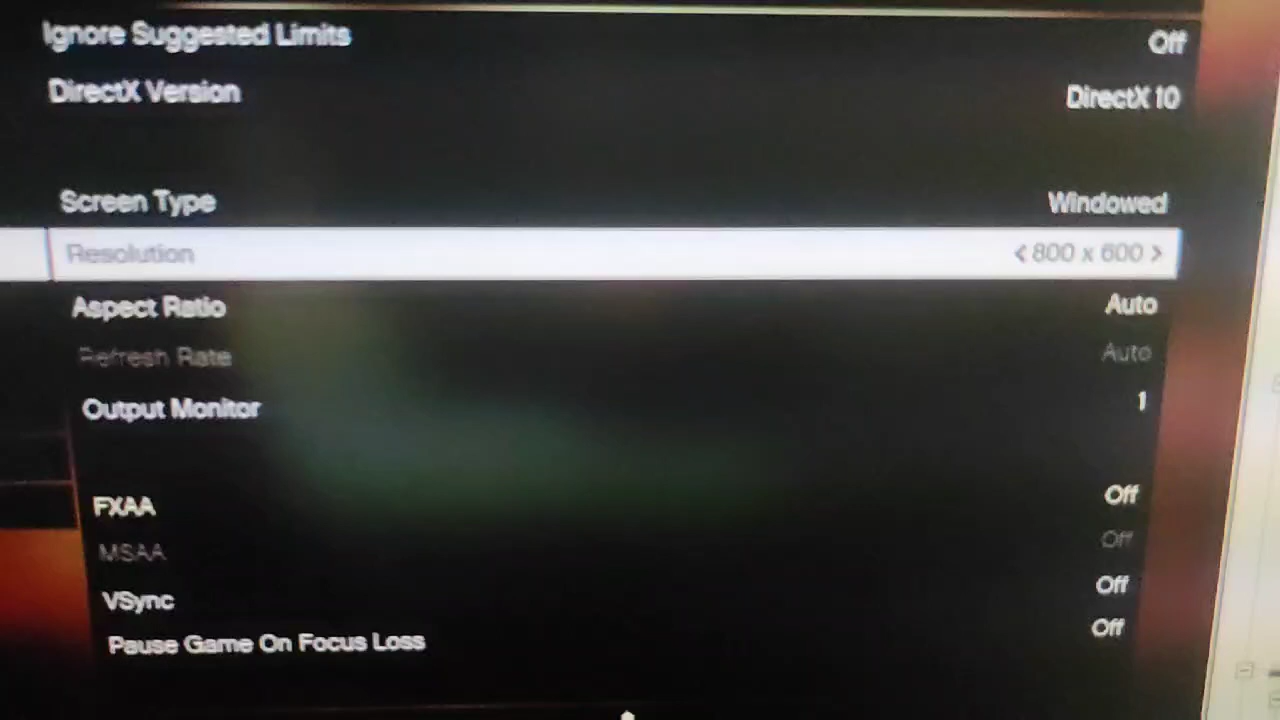 Ignore Suggested Limits Off
DirectX Version DirectX 10
Screen Type Windowed
Resolution < 800 x 600 >
Aspect Ratio Auto
Refresh Rate Auto
Output Monitor 1
FXAA Off
MSAA Off
VSync Off
Pause Game On Focus Loss Off